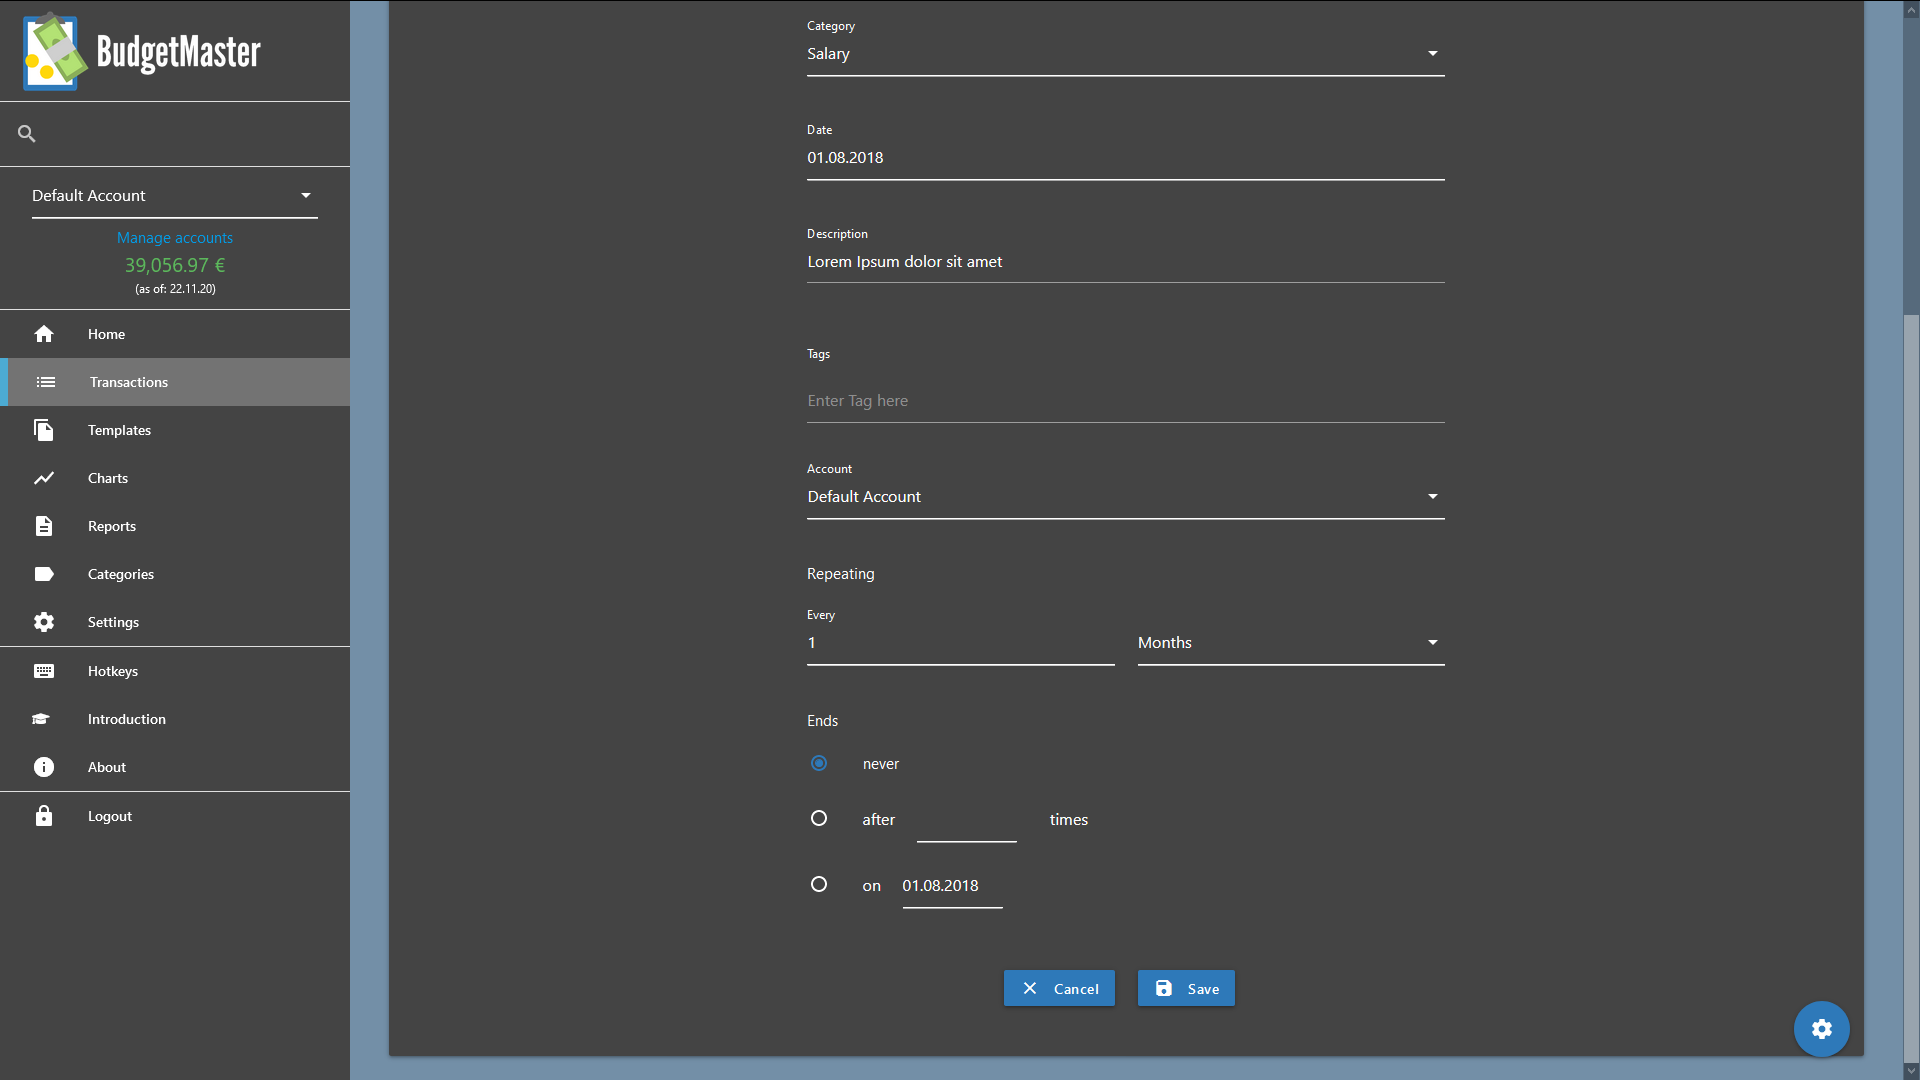 BudgetMaster
Default Account
Manage accounts
39,056.97 €
(as of: 22.11.20)
Home
Transactions
Templates
Charts
Reports
Categories
Settings
Hotkeys
Introduction
About
Logout
Category
Salary
Date
01.08.2018
Description
Lorem Ipsum dolor sit amet
Tags
Enter Tag here
Account
Default Account
Repeating
Every
1 Months
Ends
never
after times
on 01.08.2018
Cancel Save